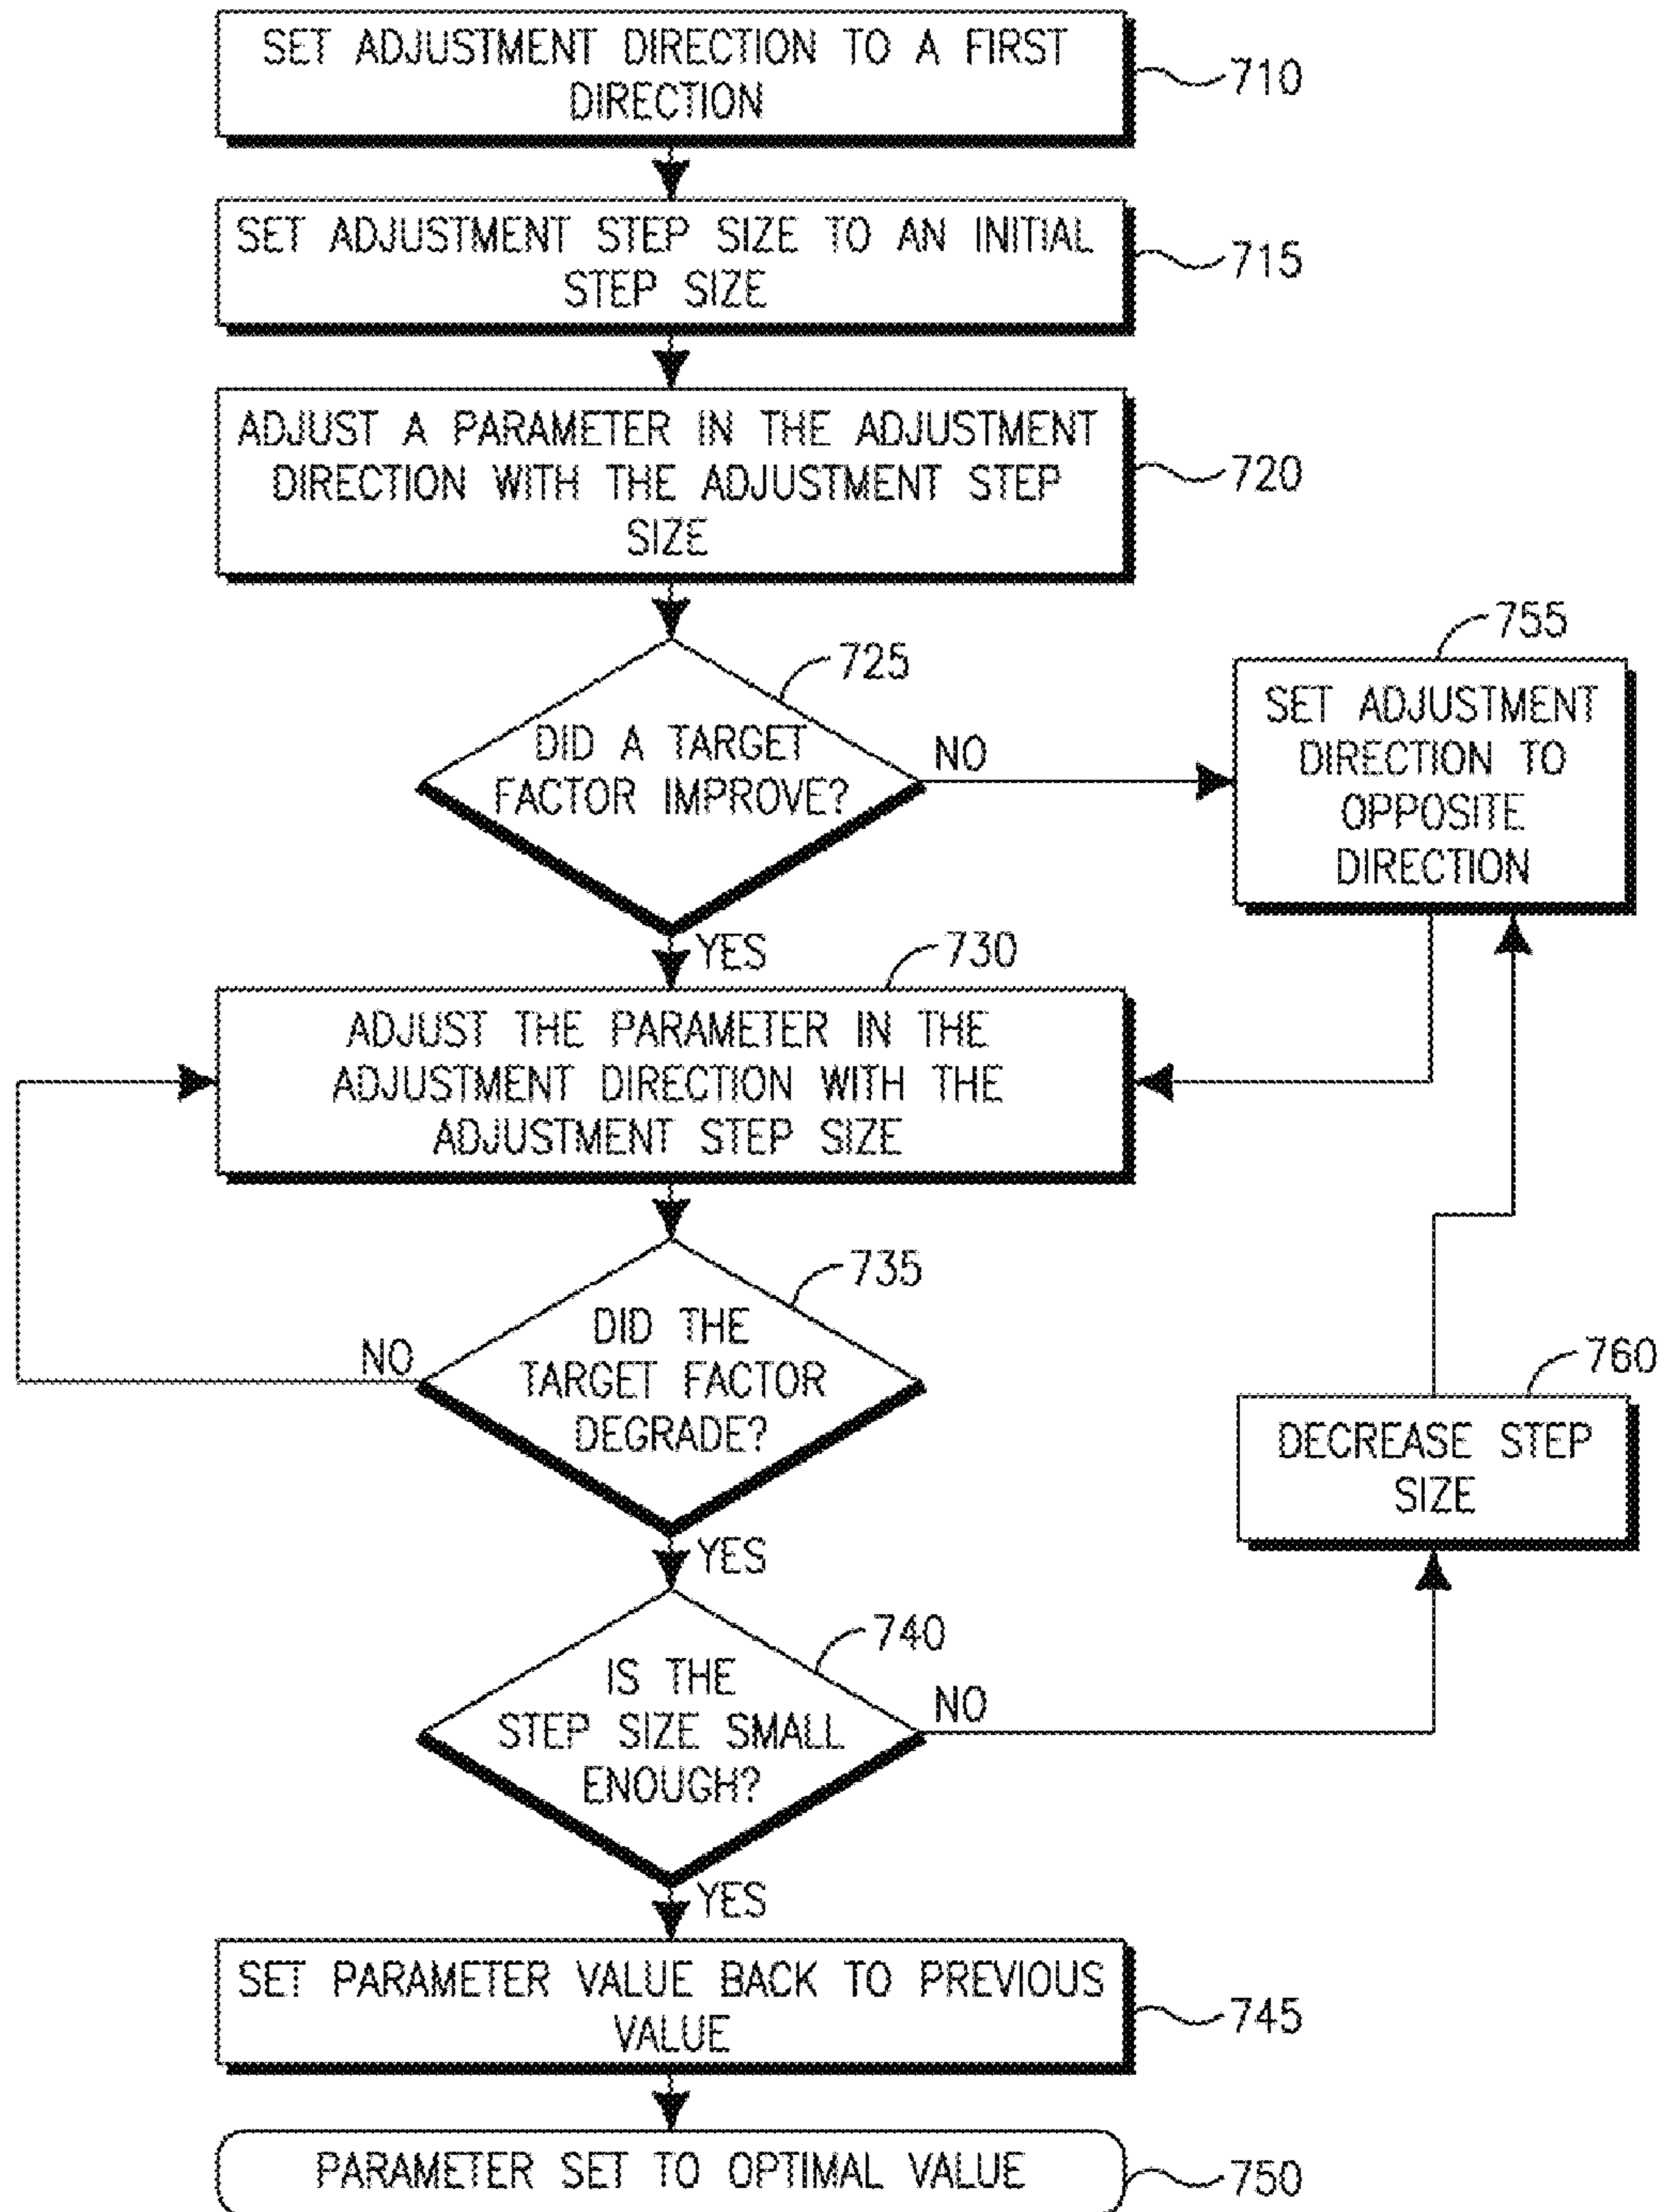 SET ADJUSTMENT DIRECTION TO A FIRST
DIRECTION
710
SET ADJUSTMENT STEP SIZE TO AN INITIAL
STEP SIZE
715
ADJUST A PARAMETER IN THE ADJUSTMENT
DIRECTION WITH THE ADJUSTMENT STEP
SIZE
720
725
DID A TARGET
FACTOR IMPROVE?
NO
YES
755
SET ADJUSTMENT
DIRECTION TO
OPPOSITE
DIRECTION
730
ADJUST THE PARAMETER IN THE
ADJUSTMENT DIRECTION WITH THE
ADJUSTMENT STEP SIZE
735
DID THE
TARGET FACTOR
DEGRADE?
NO
YES
760
DECREASE STEP
SIZE
740
IS THE
STEP SIZE SMALL
ENOUGH?
NO
YES
SET PARAMETER VALUE BACK TO PREVIOUS
VALUE
745
PARAMETER SET TO OPTIMAL VALUE
750